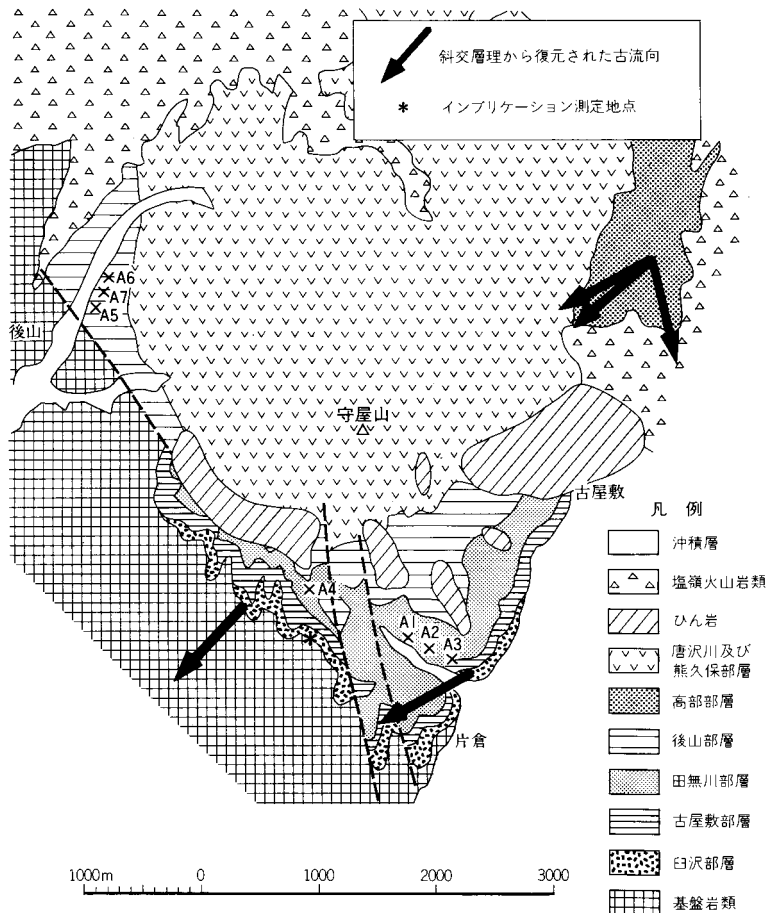 斜交層理から復元された古流向
* インブリケーション測定地点
A6
A7
A5
後山
守屋山
古屋敷
A4
A1
A2
A3
片倉
凡 例
沖積層
塩嶺火山岩類
ひん岩
唐沢川及び
熊久保部層
高部部層
後山部層
田無川部層
古屋敷部層
臼沢部層
基盤岩類
1000m 0 1000 2000 3000